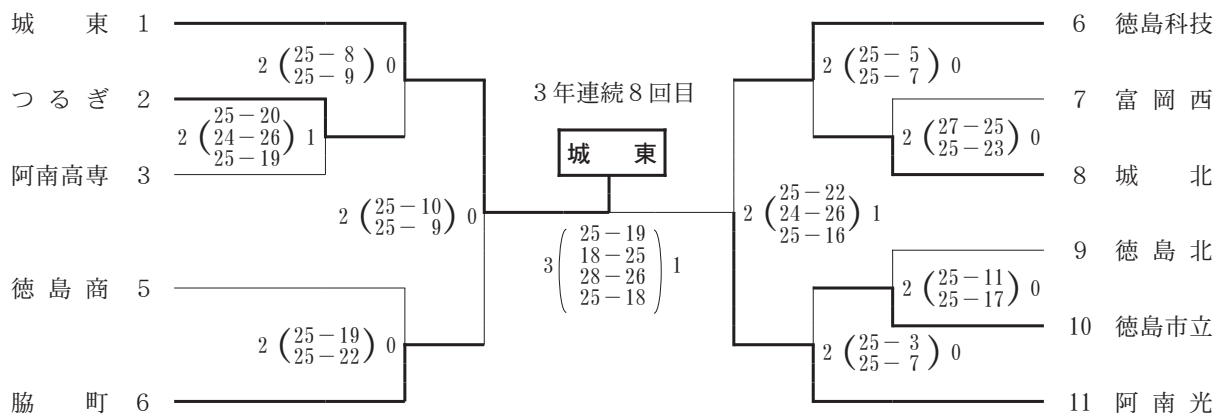 城東 1
2 (25－8 25－9) 0
つるぎ 2
2 (25－20 24－26 25－19) 1
阿南高専 3
2 (25－10 25－9) 0
徳島商 5
2 (25－19 25－22) 0
脇町 6
3年連続8回目
城東
3 (25－19 18－25 28－26 25－18) 1
6 徳島科技
2 (25－5 25－7) 0
7 富岡西
2 (27－25 25－23) 0
8 城北
2 (25－22 24－26 25－16) 1
9 徳島北
2 (25－11 25－17) 0
10 徳島市立
2 (25－3 25－7) 0
11 阿南光